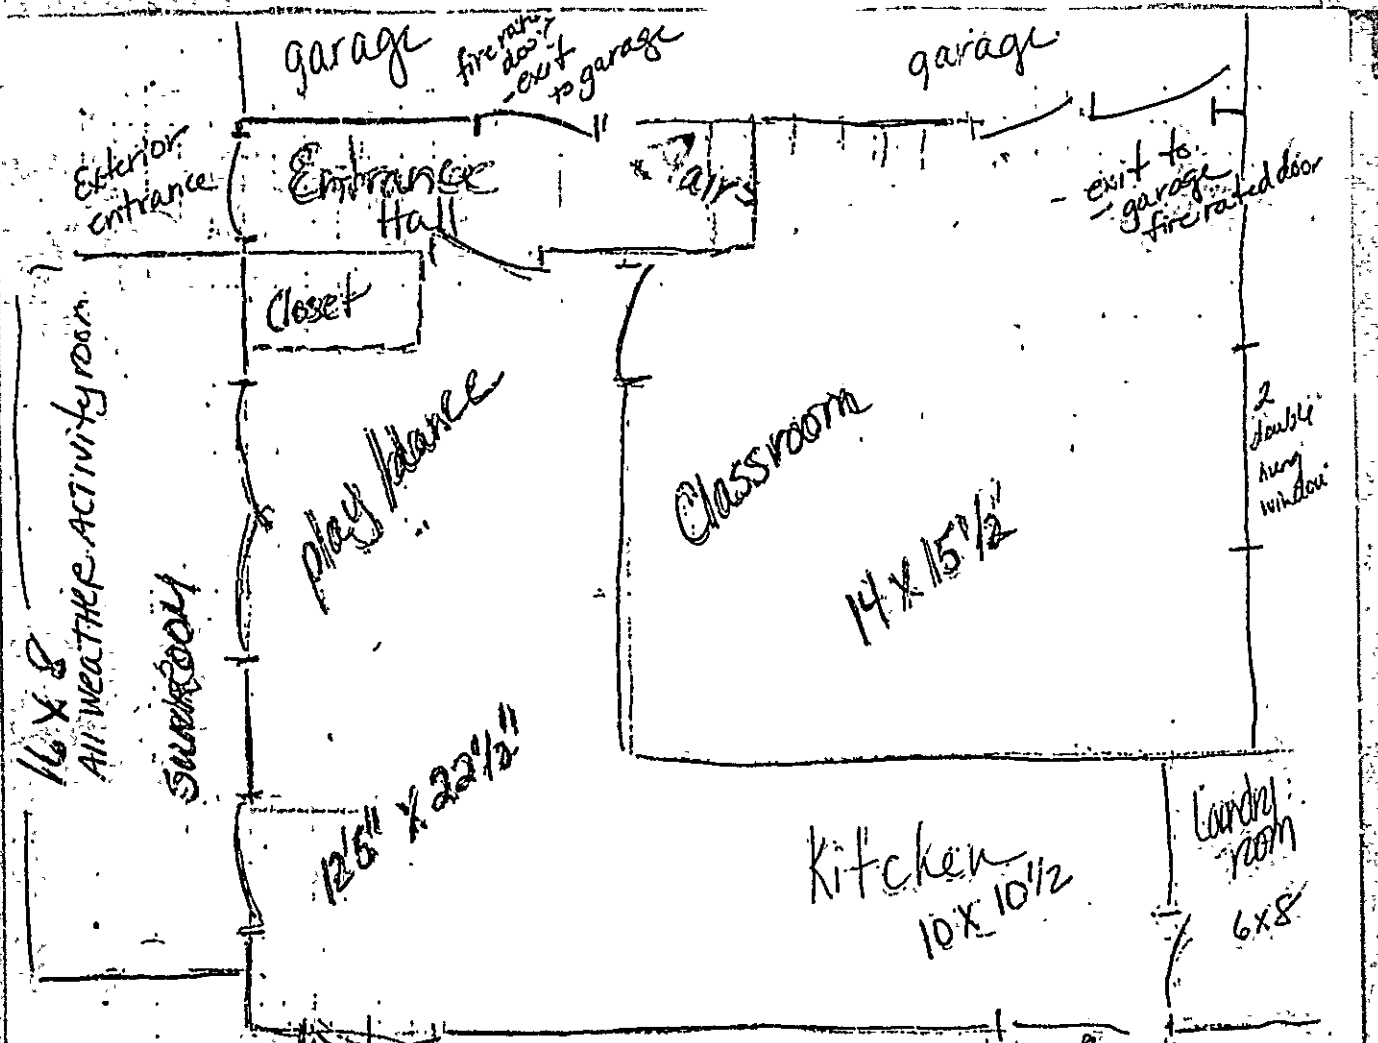 garage
fire rated
door
- exit
to garage
garage
Exterior
entrance
Entrance
Hall
airs
- exit to
- garage
fire rated door
Closet
play/dance
12'5" x 22'1/2"
Classroom
14 x 15'1/2"
2
double
hung
window
16 x 8
All weaTHER ACTIVITY room
sunroom
Kitchen
10 x 10 1/2
Laundry
room
6x8